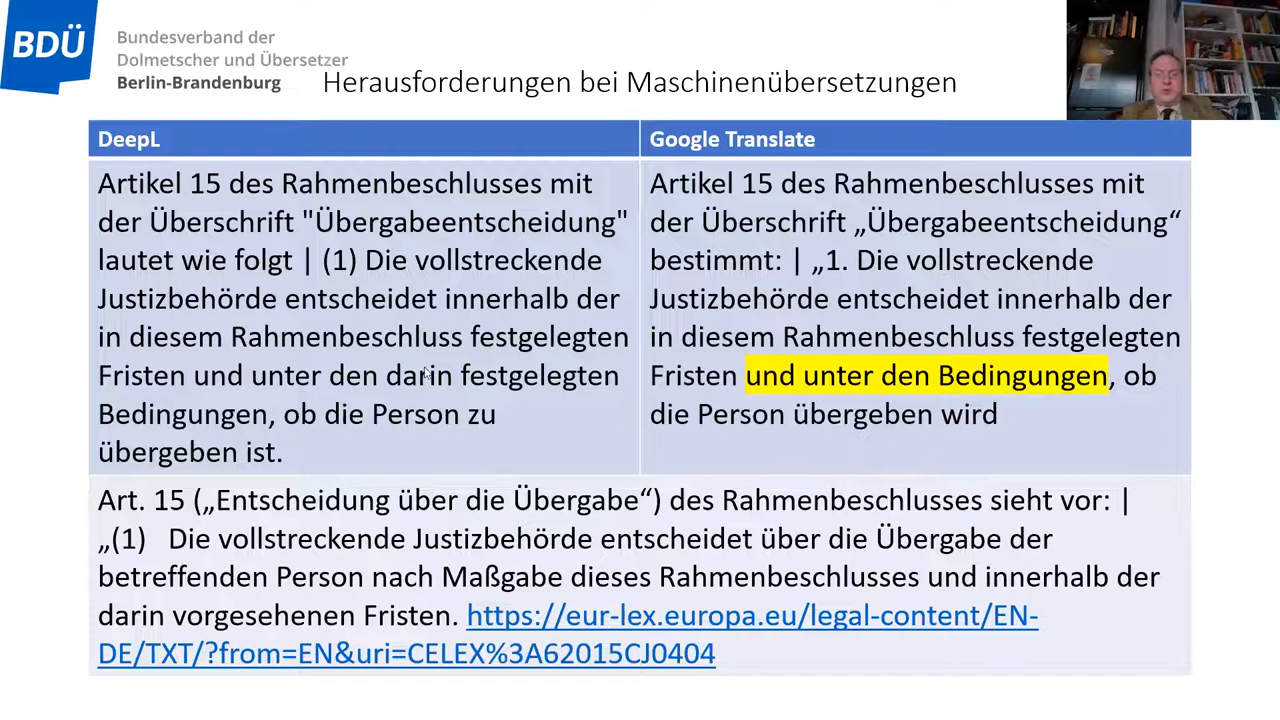 BDÜ
Bundesverband der
Dolmetscher und Übersetzer
Berlin-Brandenburg
Herausforderungen bei Maschinenübersetzungen
DeepL
Artikel 15 des Rahmenbeschlusses mit
der Überschrift "Übergabeentscheidung"
lautet wie folgt | (1) Die vollstreckende
Justizbehörde entscheidet innerhalb der
in diesem Rahmenbeschluss festgelegten
Fristen und unter den darin festgelegten
Bedingungen, ob die Person zu
übergeben ist.
Google Translate
Artikel 15 des Rahmenbeschlusses mit
der Überschrift „Übergabeentscheidung“
bestimmt: | „1. Die vollstreckende
Justizbehörde entscheidet innerhalb der
in diesem Rahmenbeschluss festgelegten
Fristen und unter den Bedingungen, ob
die Person übergeben wird
Art. 15 („Entscheidung über die Übergabe“) des Rahmenbeschlusses sieht vor: |
„(1) Die vollstreckende Justizbehörde entscheidet über die Übergabe der
betreffenden Person nach Maßgabe dieses Rahmenbeschlusses und innerhalb der
darin vorgesehenen Fristen. https://eur-lex.europa.eu/legal-content/EN-
DE/TXT/?from=EN&uri=CELEX%3A62015CJ0404